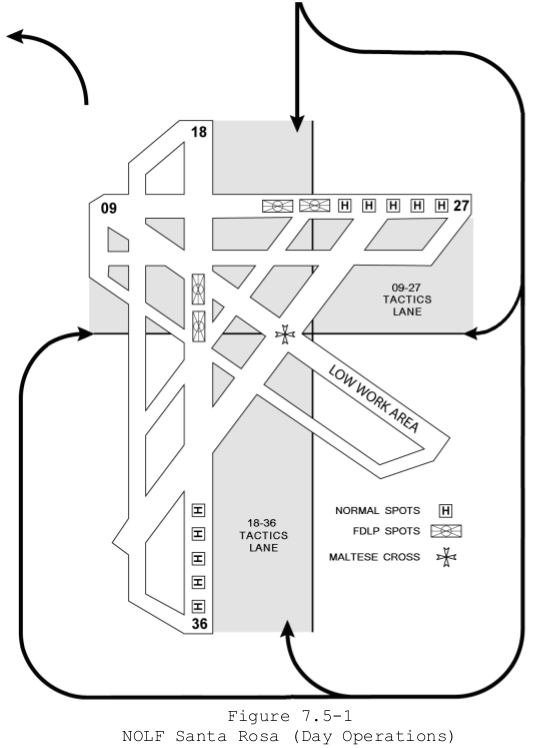 18
09
H
H
H
H
H
27
09-27
TACTICS
LANE
LOW WORK AREA
H
H
H
H
H
36
18-36
TACTICS
LANE
NORMAL SPOTS H
FDLP SPOTS
MALTESE CROSS
Figure 7.5-1
NOLF Santa Rosa (Day Operations)